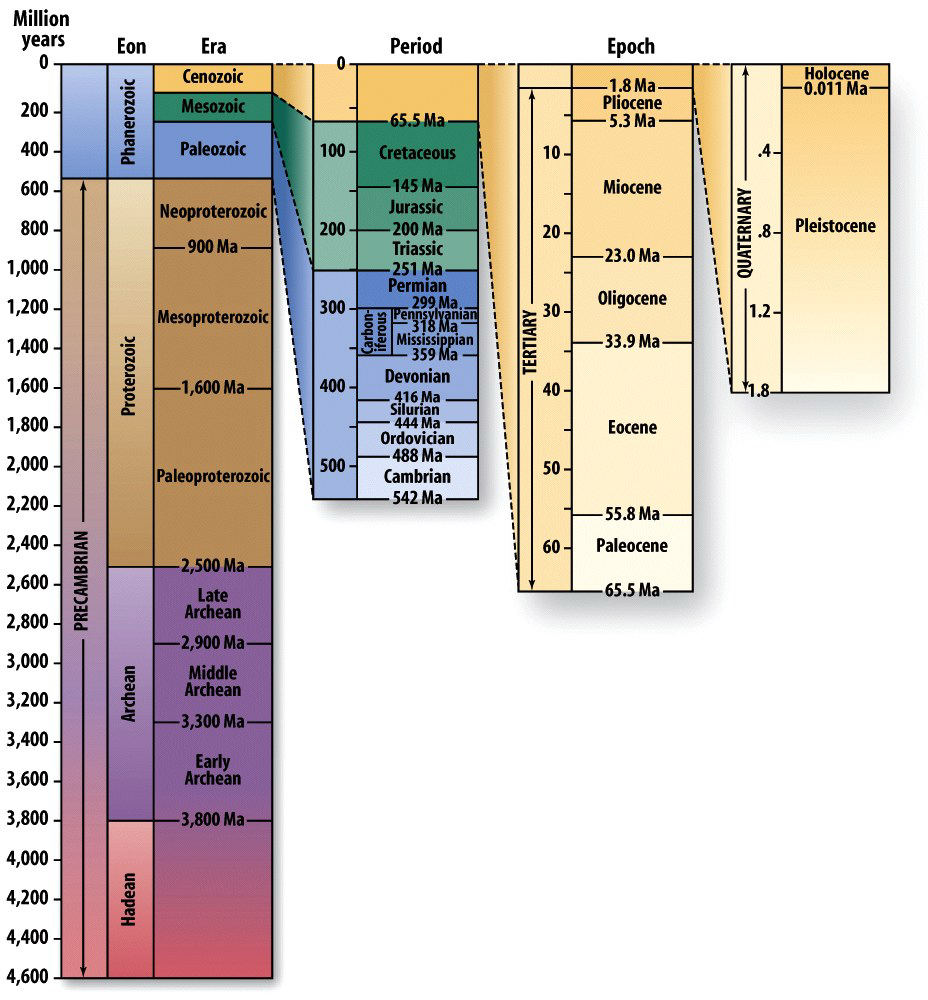 Million
years
Eon
Era
Period
Epoch
0
200
400
600
800
1,000
1,200
1,400
1,600
1,800
2,000
2,200
2,400
2,600
2,800
3,000
3,200
3,400
3,600
3,800
4,000
4,200
4,400
4,600
PRECAMBRIAN
Phanerozoic
Proterozoic
Archean
Hadean
Cenozoic
Mesozoic
Paleozoic
Neoproterozoic
900 Ma
Mesoproterozoic
1,600 Ma
Paleoproterozoic
2,500 Ma
Late
Archean
2,900 Ma
Middle
Archean
3,300 Ma
Early
Archean
3,800 Ma
0
100
200
300
400
500
65.5 Ma
Cretaceous
145 Ma
Jurassic
200 Ma
Triassic
251 Ma
Permian
299 Ma
Carbon-
iferous
Pennsylvanian
318 Ma
Mississippian
359 Ma
Devonian
416 Ma
Silurian
444 Ma
Ordovician
488 Ma
Cambrian
542 Ma
10
20
30
40
50
60
TERTIARY
1.8 Ma
Pliocene
5.3 Ma
Miocene
23.0 Ma
Oligocene
33.9 Ma
Eocene
55.8 Ma
Paleocene
65.5 Ma
QUATERNARY
.4
.8
1.2
1.8
Holocene
0.011 Ma
Pleistocene